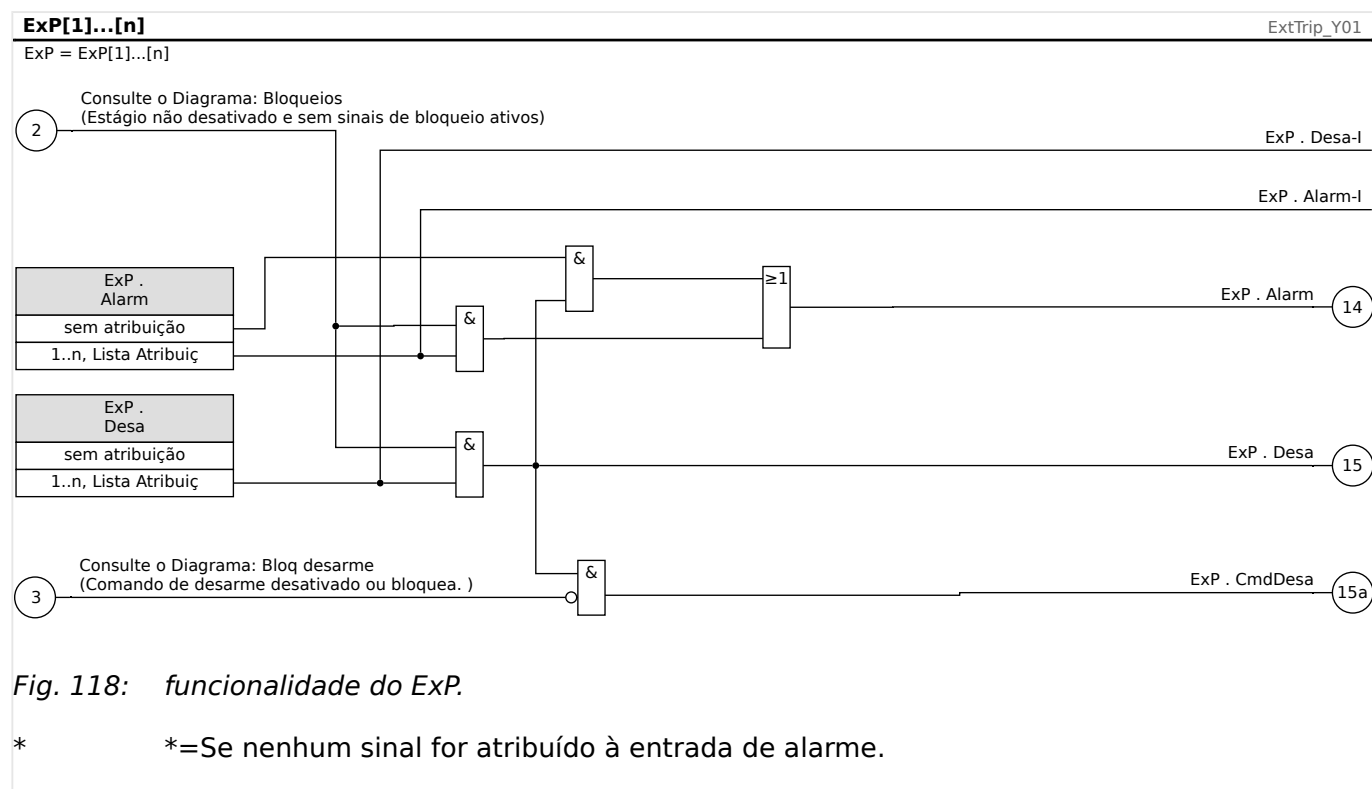 ExP[1]...[n]
ExtTrip_Y01
ExP = ExP[1]...[n]
Consulte o Diagrama: Bloqueios
(Estágio não desativado e sem sinais de bloqueio ativos)
2
ExP . Desa-I
ExP . Alarm-I
&
≥1
ExP .
Alarm
sem atribuição
1..n, Lista Atribuiç
&
ExP . Alarm
14
ExP .
Desa
sem atribuição
1..n, Lista Atribuiç
&
ExP . Desa
15
Consulte o Diagrama: Bloq desarme
(Comando de desarme desativado ou bloquea. )
3
&
ExP . CmdDesa
15a
Fig. 118: funcionalidade do ExP.
* *=Se nenhum sinal for atribuído à entrada de alarme.